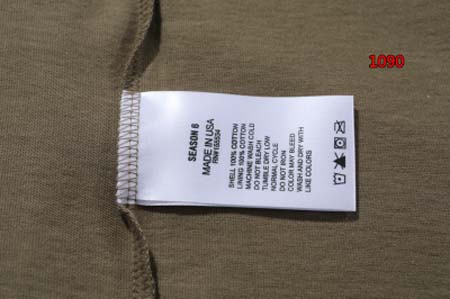 1090
SEASON 6
MADE IN USA
RN#155534
SHELL 100% COTTON
LINING 100% COTTON
MACHINE WASH COLD
DO NOT BLEACH
TUMBLE DRY LOW
NORMAL CYCLE
DO NOT IRON
COLOR MAY BLEED
WASH AND DRY WITH
LIKE COLORS